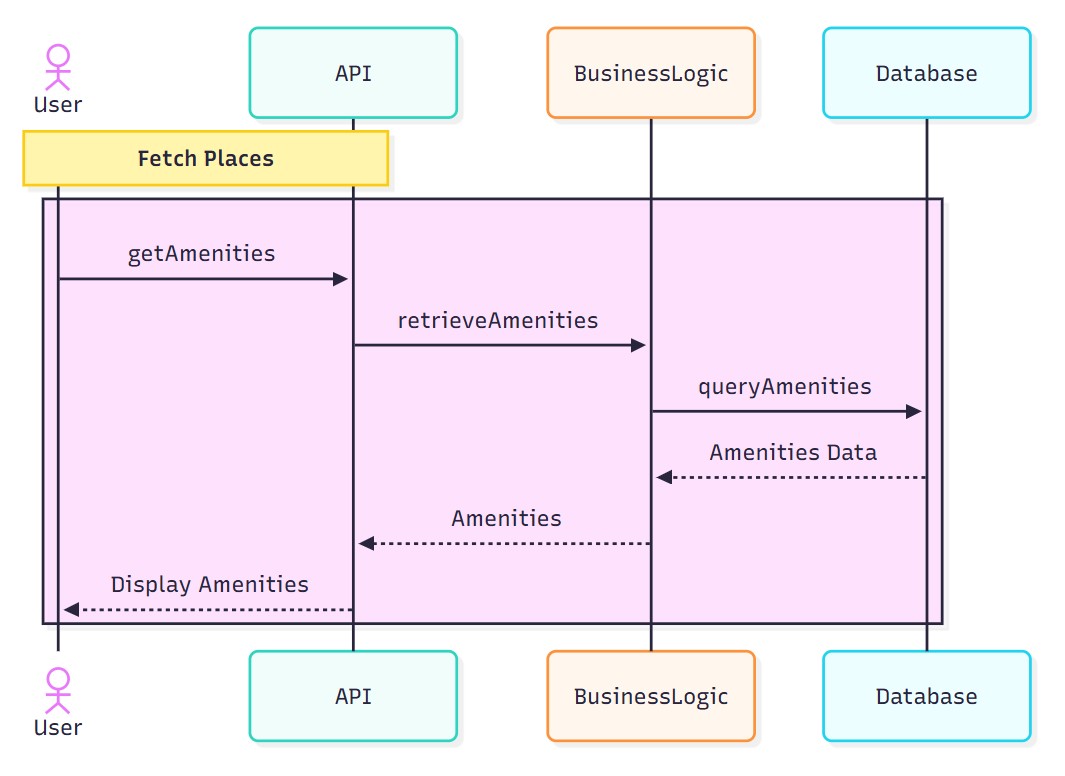 User
API
BusinessLogic
Database
Fetch Places
getAmenities
retrieveAmenities
queryAmenities
Amenities Data
Amenities
Display Amenities
User
API
BusinessLogic
Database